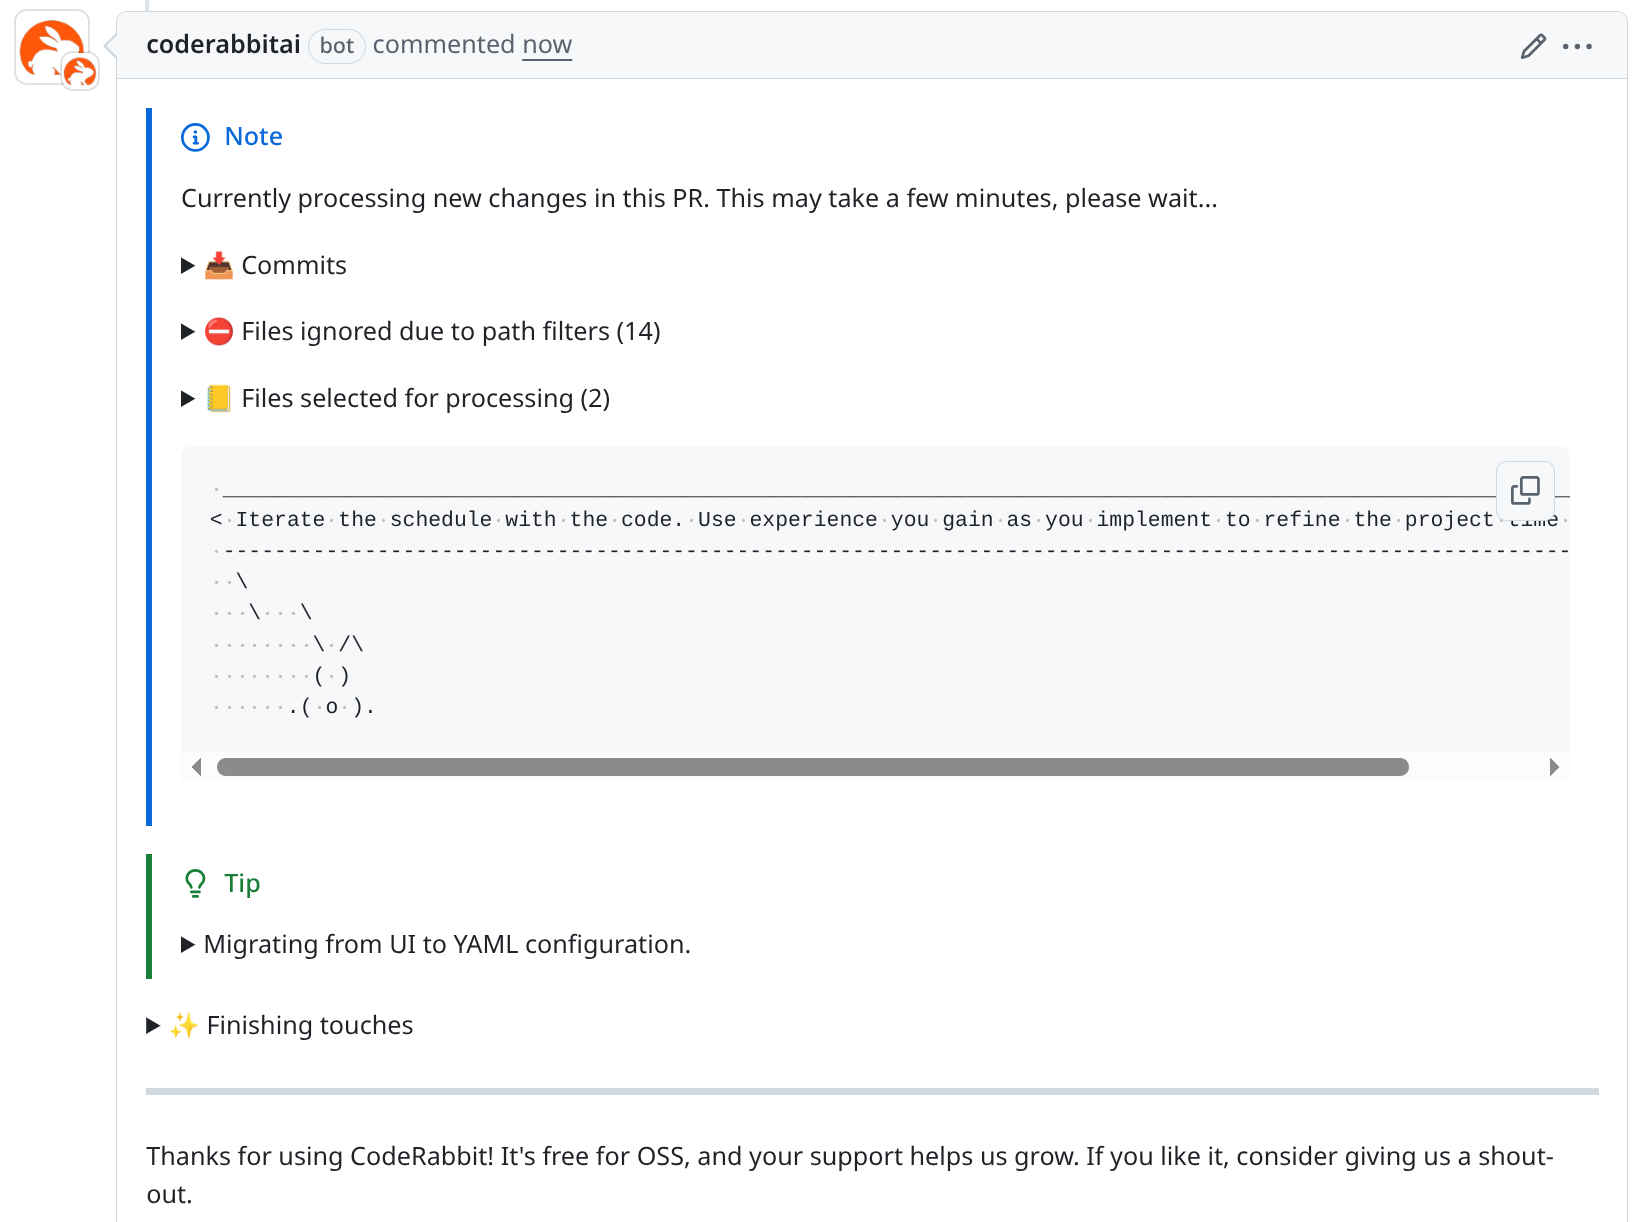 coderabbitai bot commented now
Note
Currently processing new changes in this PR. This may take a few minutes, please wait...
▶ 📥 Commits
▶ ⛔ Files ignored due to path filters (14)
▶ 📒 Files selected for processing (2)
 _________________________________________________________________________________________________________
< Iterate the schedule with the code. Use experience you gain as you implement to refine the project time
 ---------------------------------------------------------------------------------------------------------
  \
   \   \
        \ /\
        ( )
      .( o ).
Tip
▶ Migrating from UI to YAML configuration.
▶ ✨ Finishing touches
Thanks for using CodeRabbit! It's free for OSS, and your support helps us grow. If you like it, consider giving us a shout-
out.